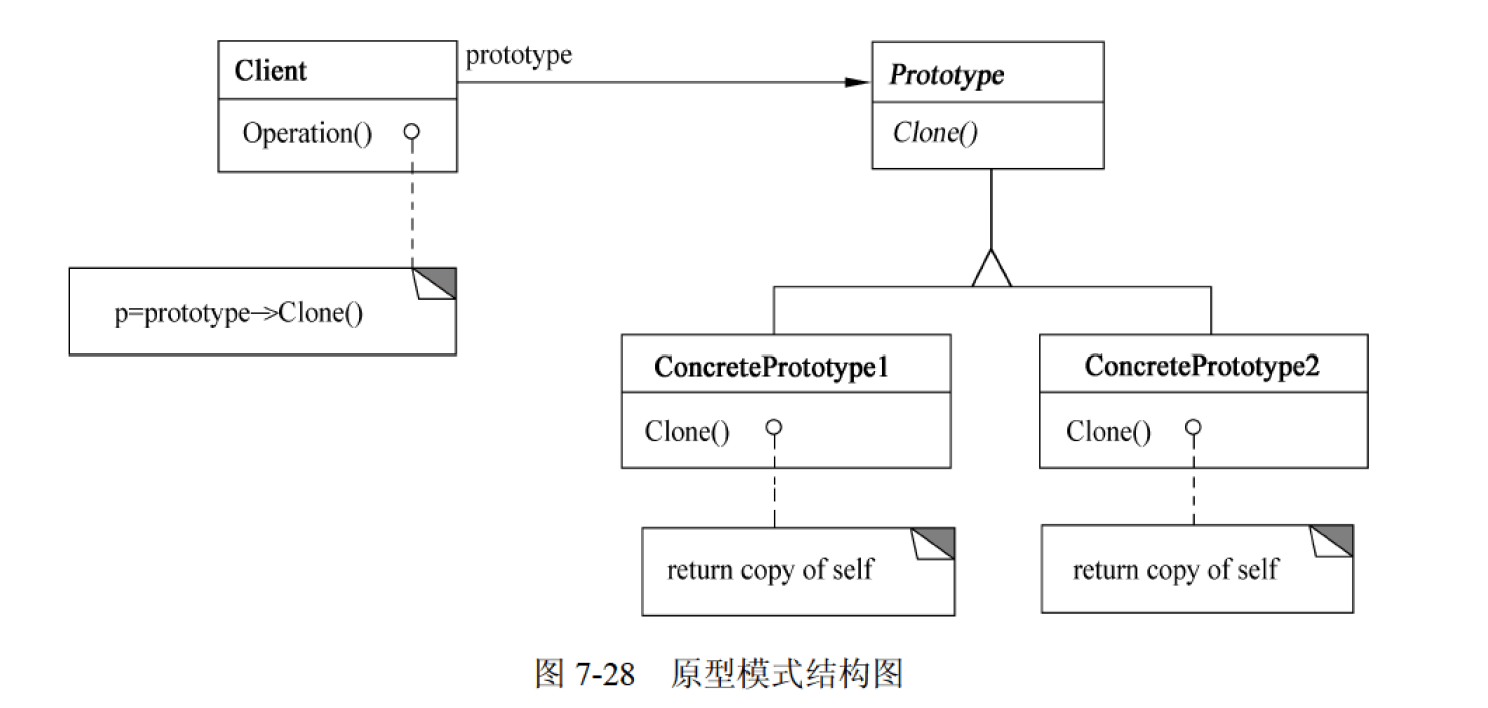 Client
prototype
Prototype
Operation()
Clone()
p=prototype->Clone()
ConcretePrototype1
ConcretePrototype2
Clone()
Clone()
return copy of self
return copy of self
图 7-28 原型模式结构图